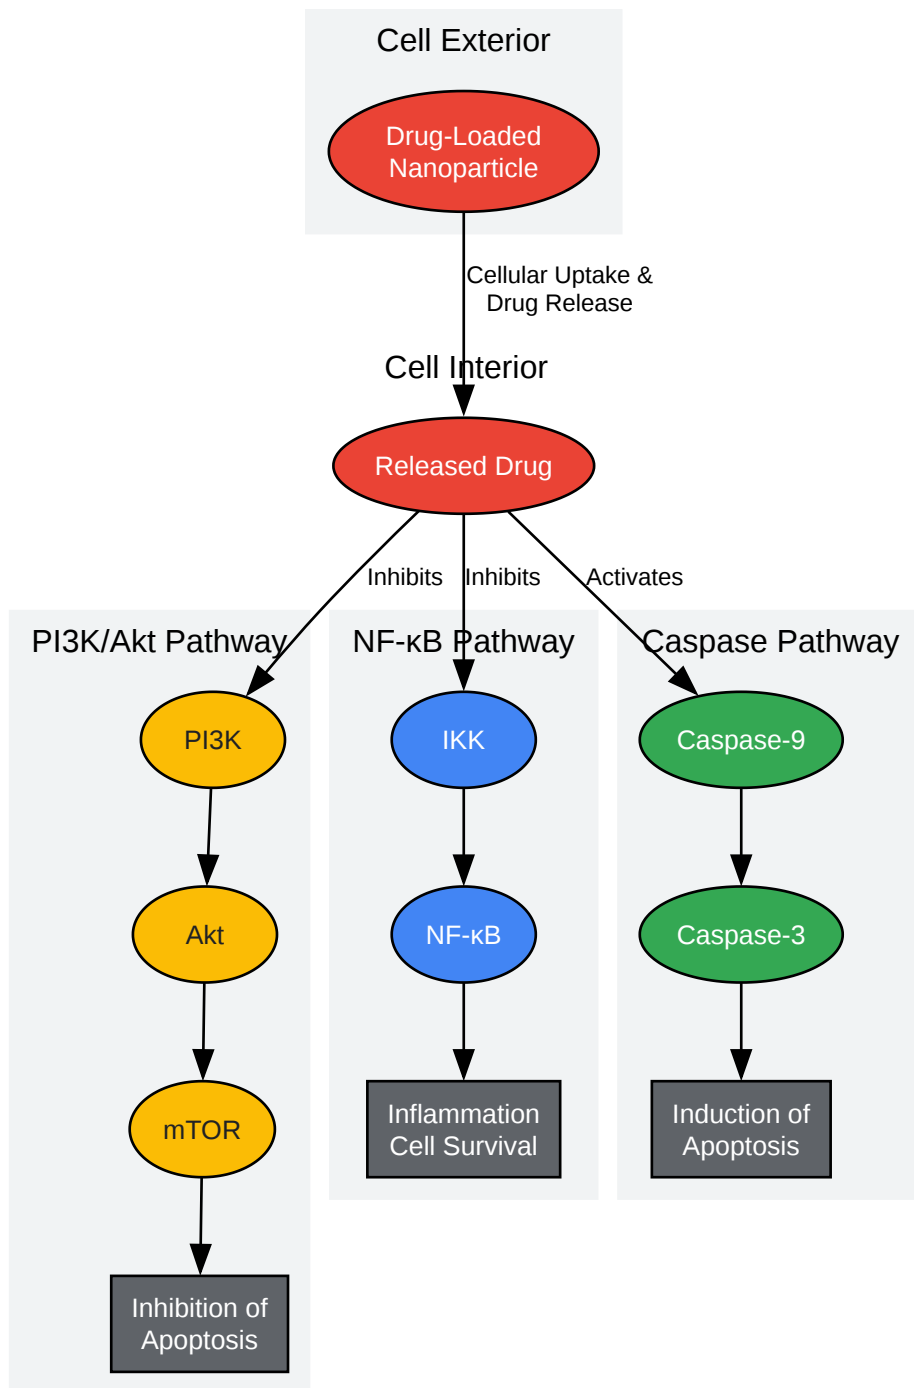 Cell Exterior
Drug-Loaded
Nanoparticle
Cellular Uptake &
Drug Release
Cell Interior
Released Drug
Inhibits
Inhibits
Activates
PI3K/Akt Pathway
NF-κB Pathway
Caspase Pathway
PI3K
IKK
Caspase-9
Akt
NF-κB
Caspase-3
mTOR
Inflammation
Cell Survival
Induction of
Apoptosis
Inhibition of
Apoptosis